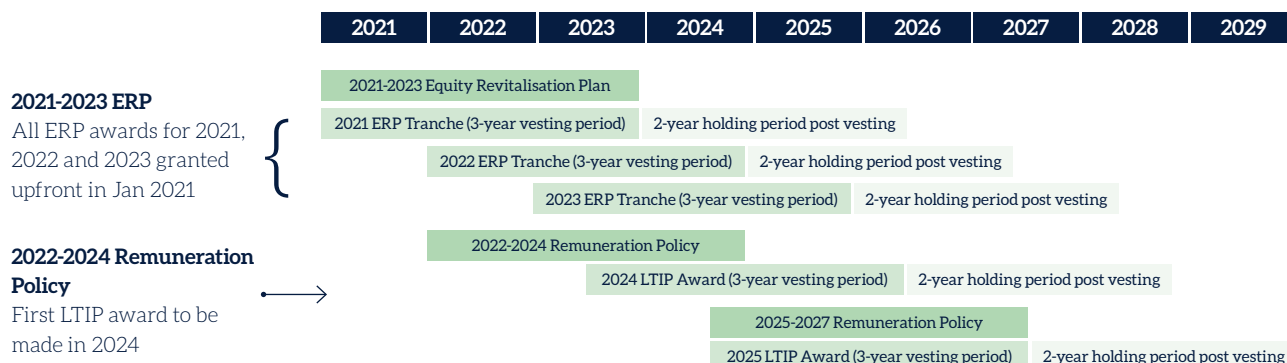 2021 2022 2023 2024 2025 2026 2027 2028 2029
2021-2023 ERP
All ERP awards for 2021,
2022 and 2023 granted
upfront in Jan 2021
2021-2023 Equity Revitalisation Plan
2021 ERP Tranche (3-year vesting period) 2-year holding period post vesting
2022 ERP Tranche (3-year vesting period) 2-year holding period post vesting
2023 ERP Tranche (3-year vesting period) 2-year holding period post vesting
2022-2024 Remuneration
Policy
First LTIP award to be
made in 2024
2022-2024 Remuneration Policy
2024 LTIP Award (3-year vesting period) 2-year holding period post vesting
2025-2027 Remuneration Policy
2025 LTIP Award (3-year vesting period) 2-year holding period post vesting